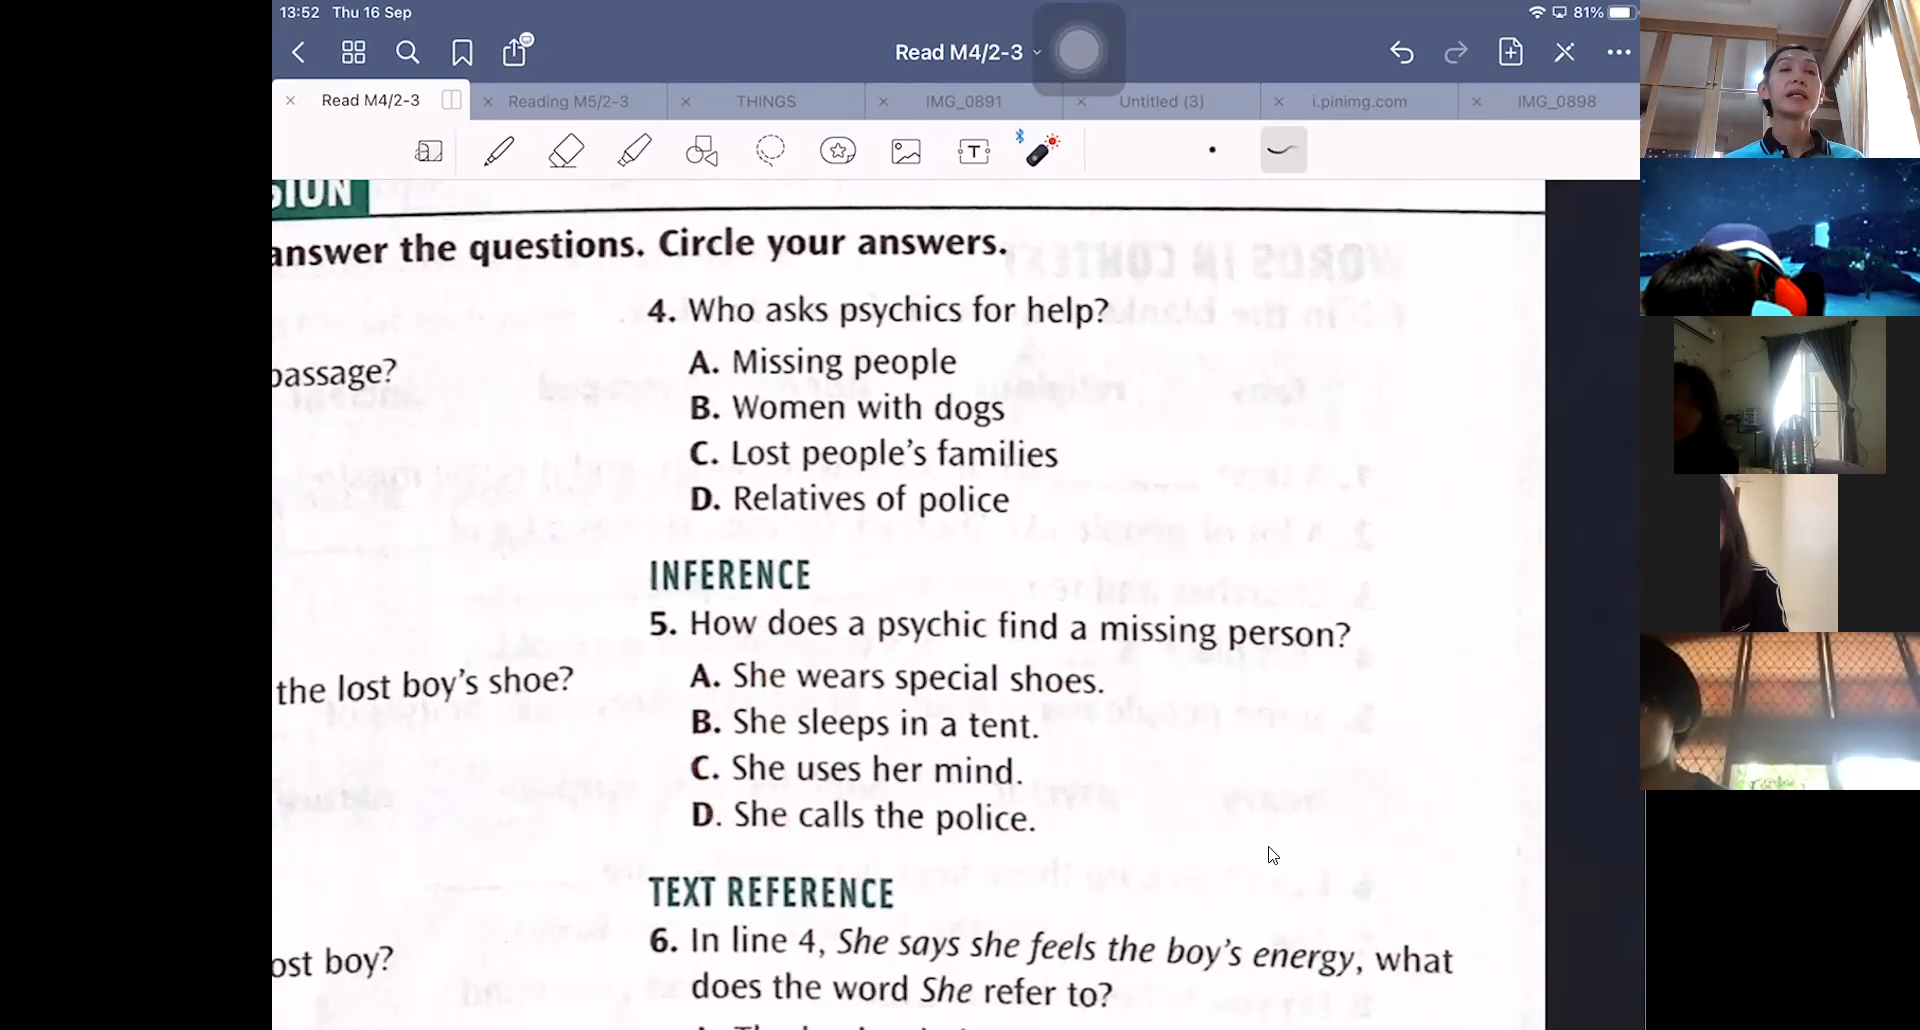 13:52 Thu 16 Sep
81%
Read M4/2-3
Read M4/2-3
Reading M5/2-3
THINGS
IMG_0891
Untitled (3)
i.pinimg.com
IMG_0898
T
answer the questions. Circle your answers.
passage?
the lost boy's shoe?
boy?
4. Who asks psychics for help?
A. Missing people
B. Women with dogs
C. Lost people's families
D. Relatives of police
INFERENCE
5. How does a psychic find a missing person?
A. She wears special shoes.
B. She sleeps in a tent.
C. She uses her mind.
D. She calls the police.
TEXT REFERENCE
6. In line 4, She says she feels the boy's energy, what
does the word She refer to?